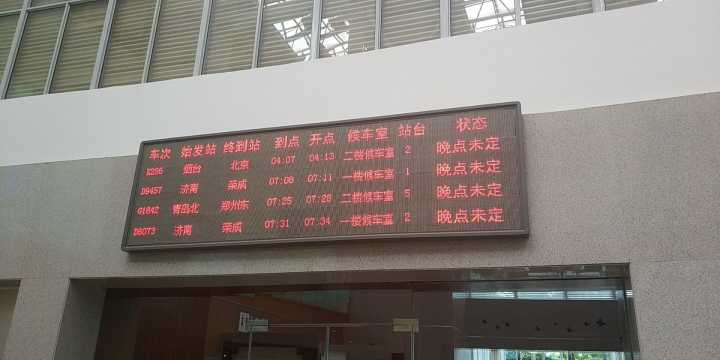 车次 始发站 终到站 到点 开点 候车室 站台 状态
K286 烟台 北京 04:07 04:13 二楼候车室 2 晚点未定
D9457 济南 荣成 07:08 07:11 一楼候车室 1 晚点未定
G1842 青岛北 郑州东 07:25 07:28 二楼候车室 5 晚点未定
D6073 济南 荣成 07:31 07:34 一楼候车室 2 晚点未定